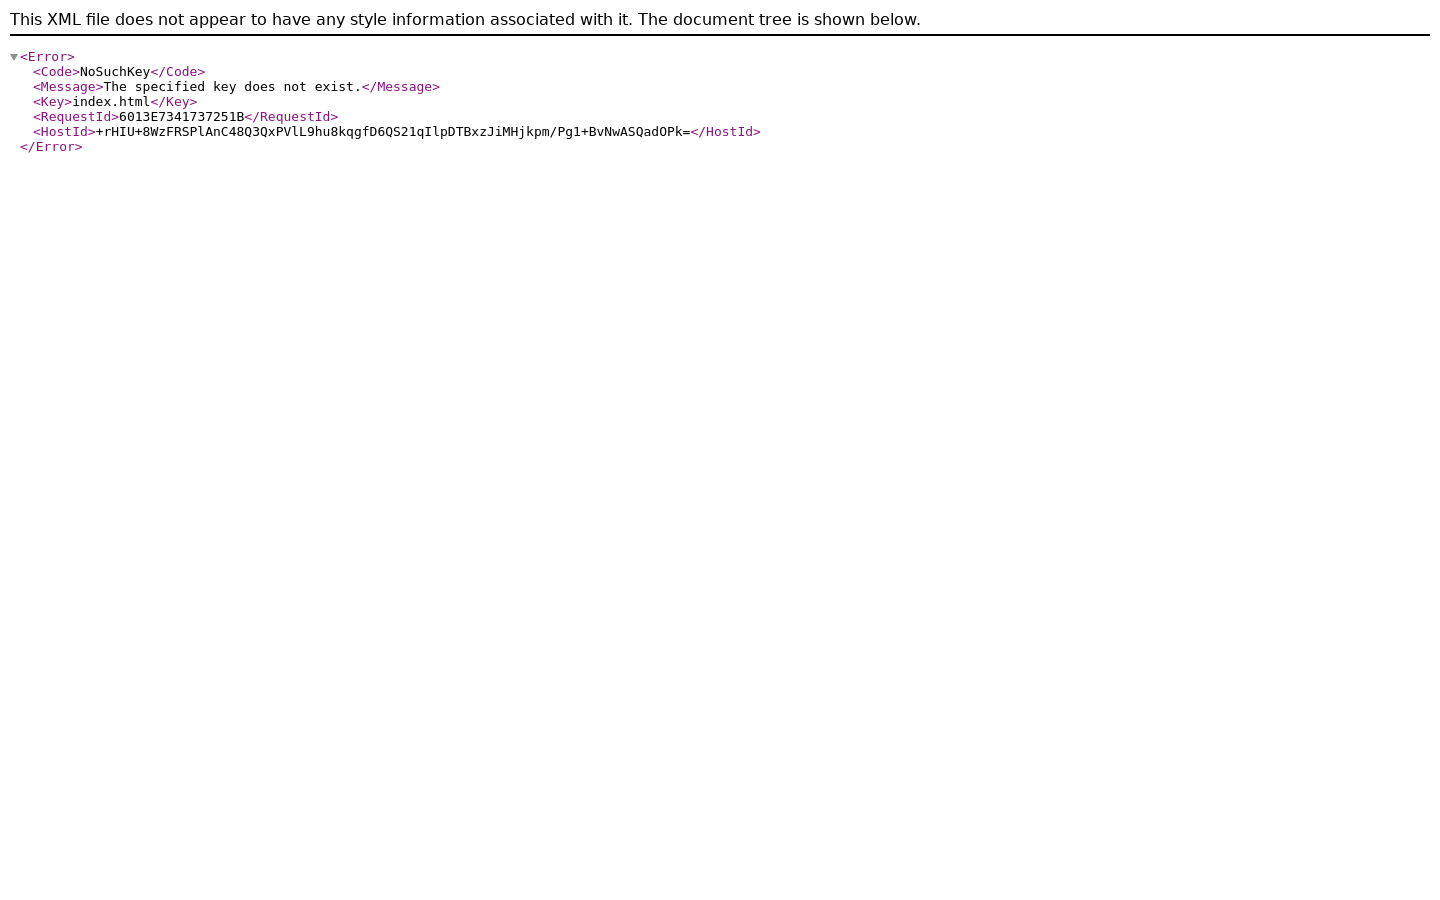 This XML file does not appear to have any style information associated with it. The document tree is shown below.
<Error>
<Code>NoSuchKey</Code>
<Message>The specified key does not exist.</Message>
<Key>index.html</Key>
<RequestId>6013E7341737251B</RequestId>
<HostId>+rHIU+8WzFRSPlAnC48Q3QxPVlL9hu8kqgfD6QS21qIlpDTBxzJiMHjkpm/Pg1+BvNwASQadOPk=</HostId>
</Error>